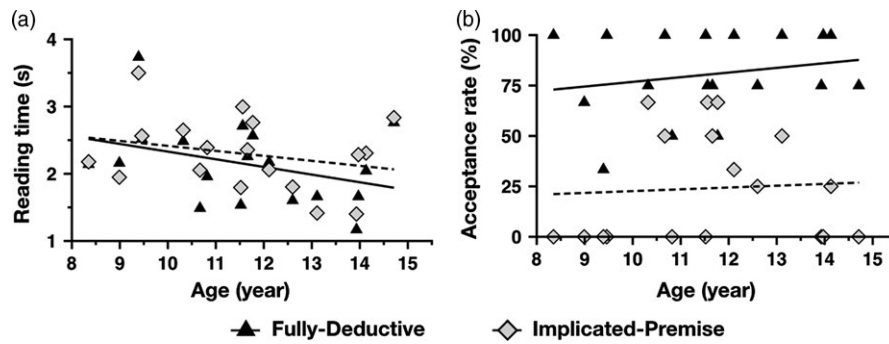 (a)
Reading time (s)
4
3
2
1
8 9 10 11 12 13 14 15
Age (year)
(b)
Acceptance rate (%)
100
75
50
25
0
8 9 10 11 12 13 14 15
Age (year)
Fully-Deductive
Implicated-Premise